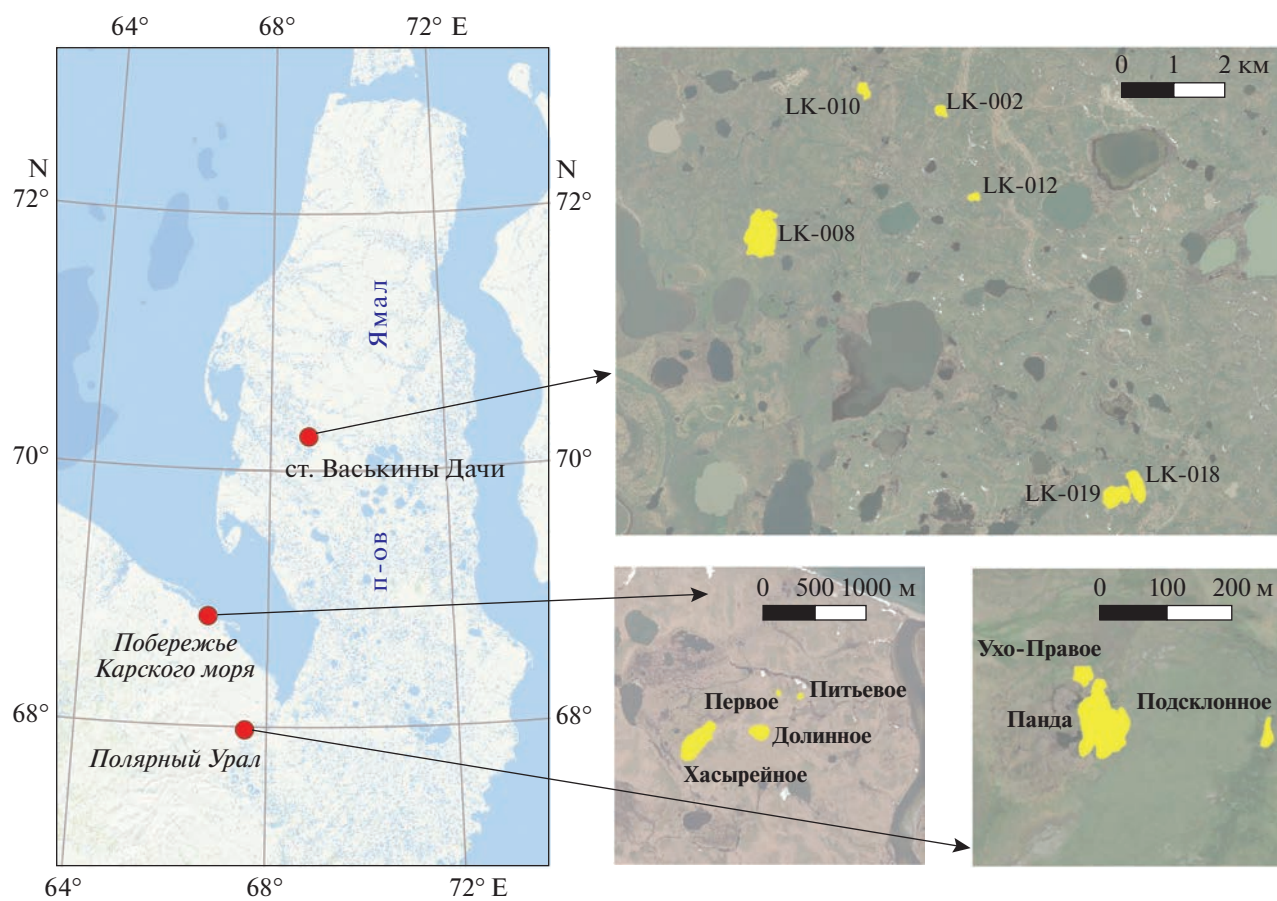 64° 68° 72° E
N
72°
70°
68°
N
72°
70°
68°
64° 68° 72° E
Ямал
п-ов
ст. Васькины Дачи
Побережье
Карского моря
Полярный Урал
0 1 2 км
LK-010
LK-002
LK-012
LK-008
LK-018
LK-019
0 500 1000 м
Первое
Питьевое
Долинное
Хасырейное
0 100 200 м
Ухо-Правое
Панда
Подсклонное